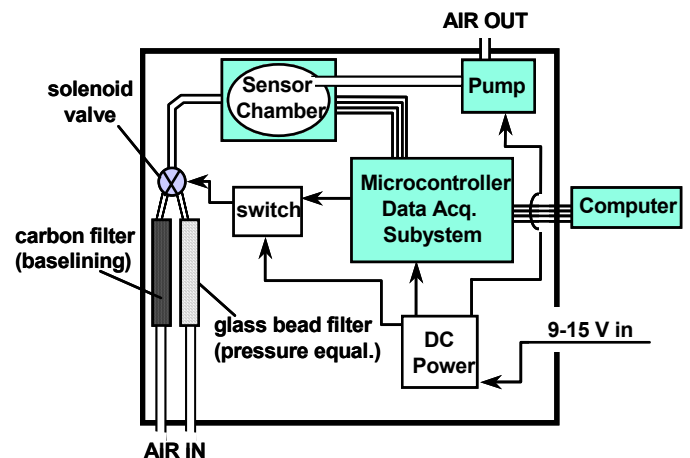 AIR OUT
solenoid
valve
Sensor
Chamber
Pump
Microcontroller
Data Acq.
Subystem
Computer
switch
carbon filter
(baselining)
glass bead filter
(pressure equal.)
DC
Power
9-15 V in
AIR IN